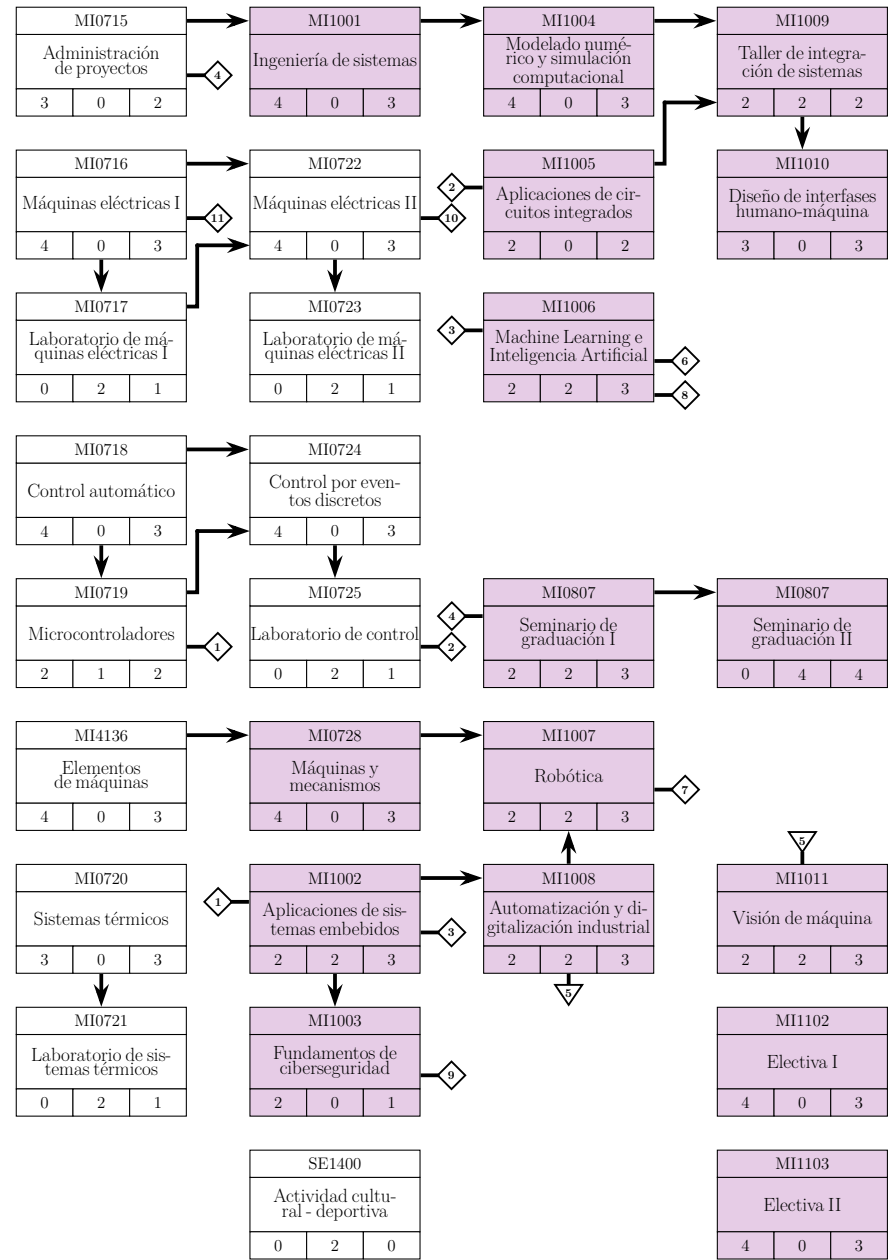 MI0715
Administración
de proyectos
4
3 0 2
MI1001
Ingeniería de sistemas
4 0 3
MI1004
Modelado numé-
rico y simulación
computacional
4 0 3
MI1009
Taller de integra-
ción de sistemas
2 2 2
MI0716
Máquinas eléctricas I
11
4 0 3
MI0722
Máquinas eléctricas II
10
4 0 3
2
MI1005
Aplicaciones de cir-
cuitos integrados
2 0 2
MI1010
Diseño de interfases
humano-máquina
3 0 3
MI0717
Laboratorio de má-
quinas eléctricas I
0 2 1
MI0723
Laboratorio de má-
quinas eléctricas II
0 2 1
3
MI1006
Machine Learning e
Inteligencia Artificial
6
2 2 3
8
MI0718
Control automático
4 0 3
MI0724
Control por even-
tos discretos
4 0 3
MI0719
Microcontroladores
1
2 1 2
MI0725
Laboratorio de control
2
0 2 1
4
MI0807
Seminario de
graduación I
2 2 3
MI0807
Seminario de
graduación II
0 4 4
MI4136
Elementos
de máquinas
4 0 3
MI0728
Máquinas y
mecanismos
4 0 3
MI1007
Robótica
7
2 2 3
MI0720
Sistemas térmicos
3 0 3
1
MI1002
Aplicaciones de sis-
temas embebidos
3
2 2 3
MI1008
Automatización y di-
gitalización industrial
2 2 3
5
5
MI1011
Visión de máquina
2 2 3
MI0721
Laboratorio de sis-
temas térmicos
0 2 1
MI1003
Fundamentos de
ciberseguridad
9
2 0 1
MI1102
Electiva I
4 0 3
SE1400
Actividad cultu-
ral - deportiva
0 2 0
MI1103
Electiva II
4 0 3